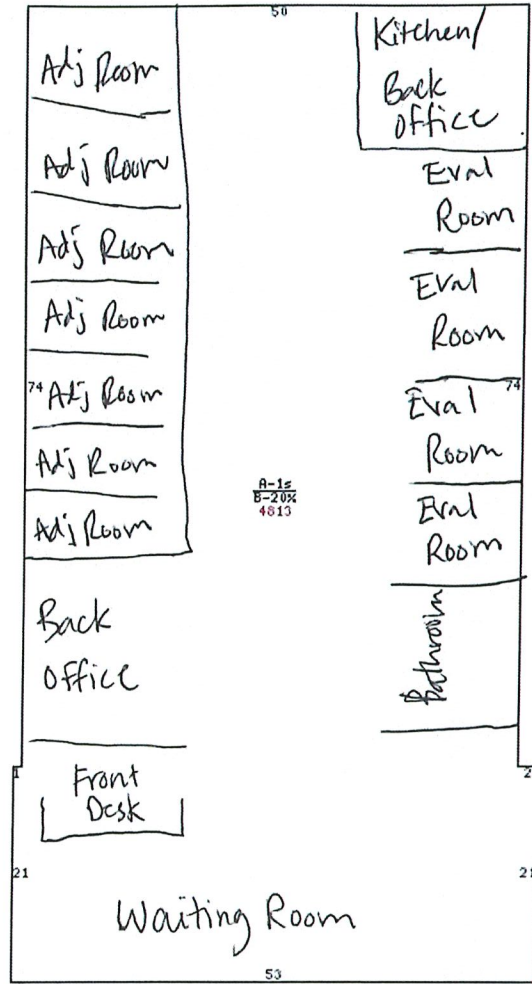 50
Adj Room
Kitchen/
Back
Office
Adj Room
Eval
Room
Adj Room
Eval
Room
Adj Room
74
Adj Room
74
Eval
Room
Adj Room
A-1s
B-20%
4813
Eval
Room
Adj Room
Back
Office
Bathroom
1
Front
Desk
2
21
21
Waiting Room
53